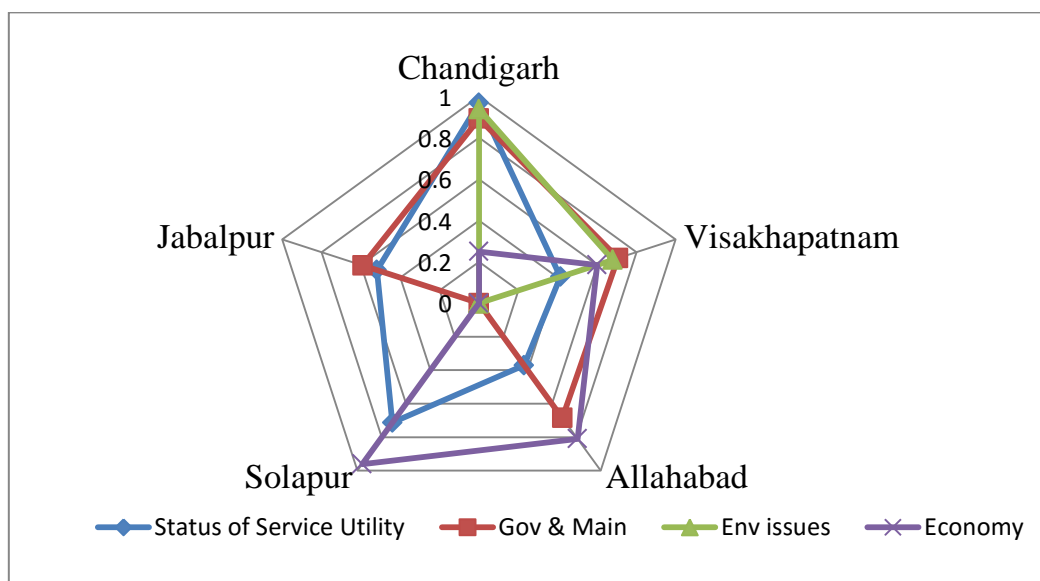 Chandigarh
1
0.8
0.6
0.4
0.2
0
Jabalpur
Visakhapatnam
Solapur
Allahabad
Status of Service Utility
Gov & Main
Env issues
Economy